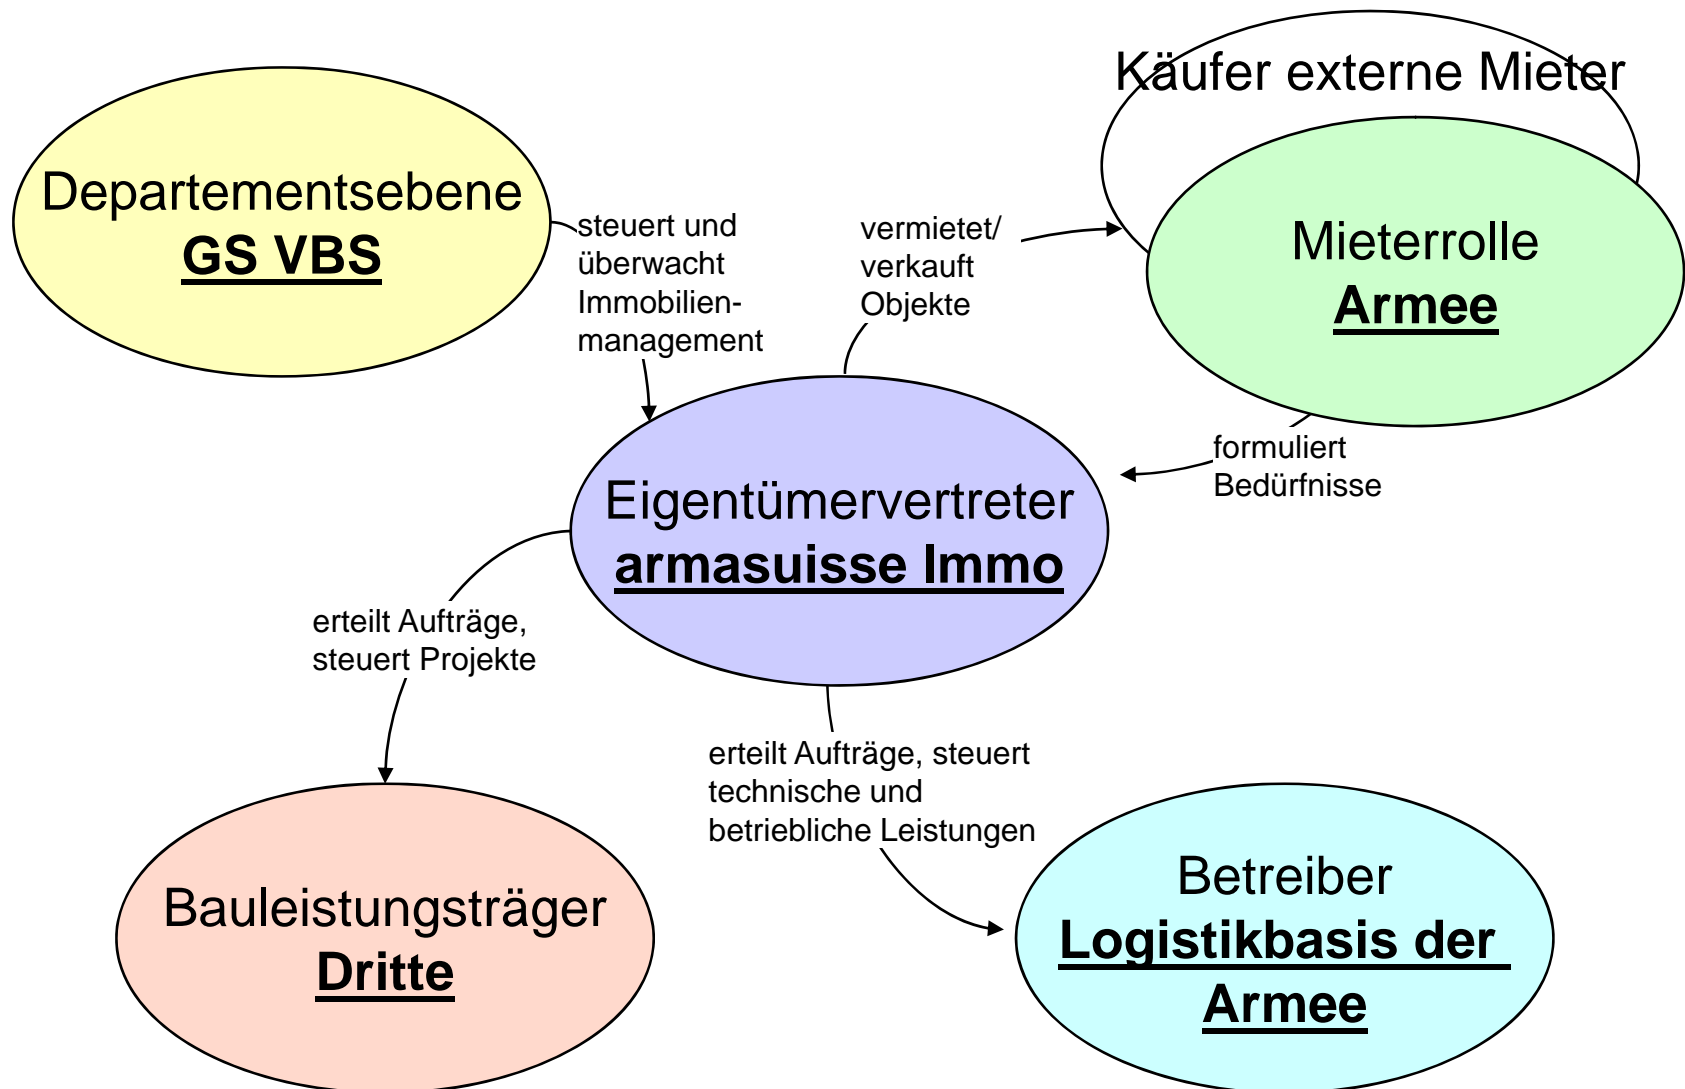 Käufer externe Mieter
Departementsebene
GS VBS
steuert und
überwacht
Immobilien-
management
vermietet/
verkauft
Objekte
Mieterrolle
Armee
formuliert
Bedürfnisse
Eigentümervertreter
armasuisse Immo
erteilt Aufträge,
steuert Projekte
erteilt Aufträge, steuert
technische und
betriebliche Leistungen
Bauleistungsträger
Dritte
Betreiber
Logistikbasis der
Armee